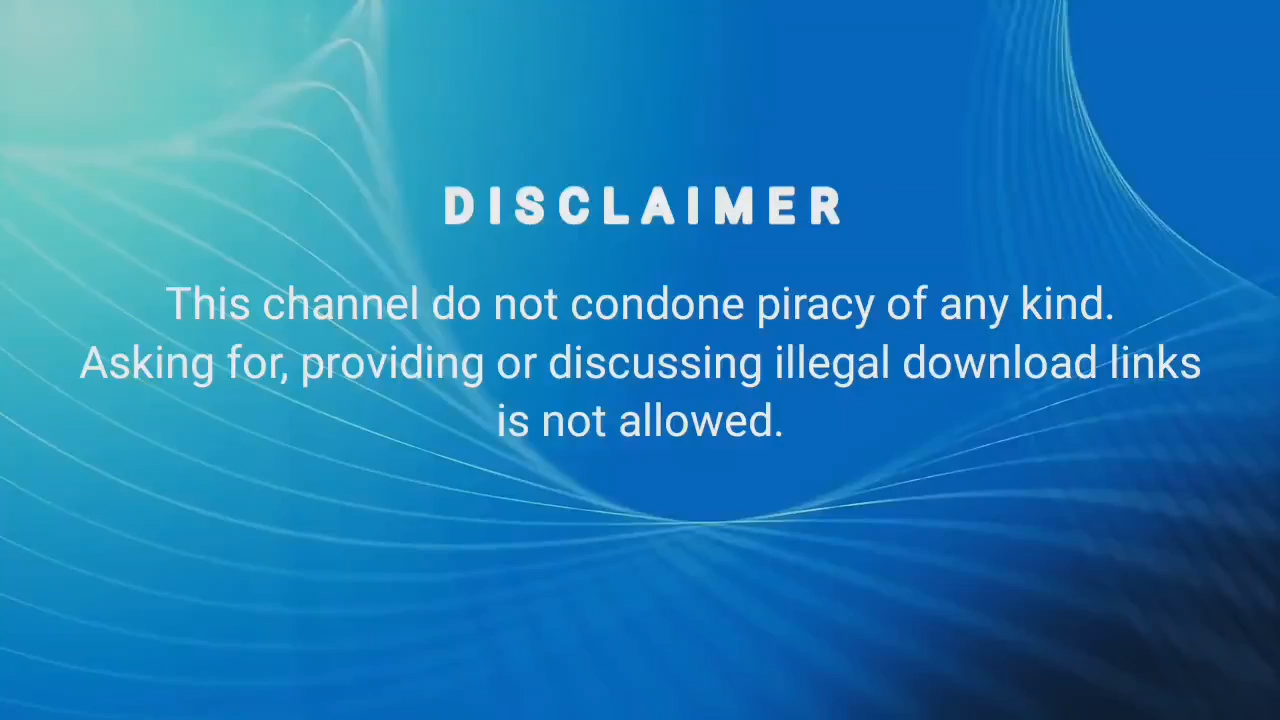 DISCLAIMER
This channel do not condone piracy of any kind.
Asking for, providing or discussing illegal download links
is not allowed.